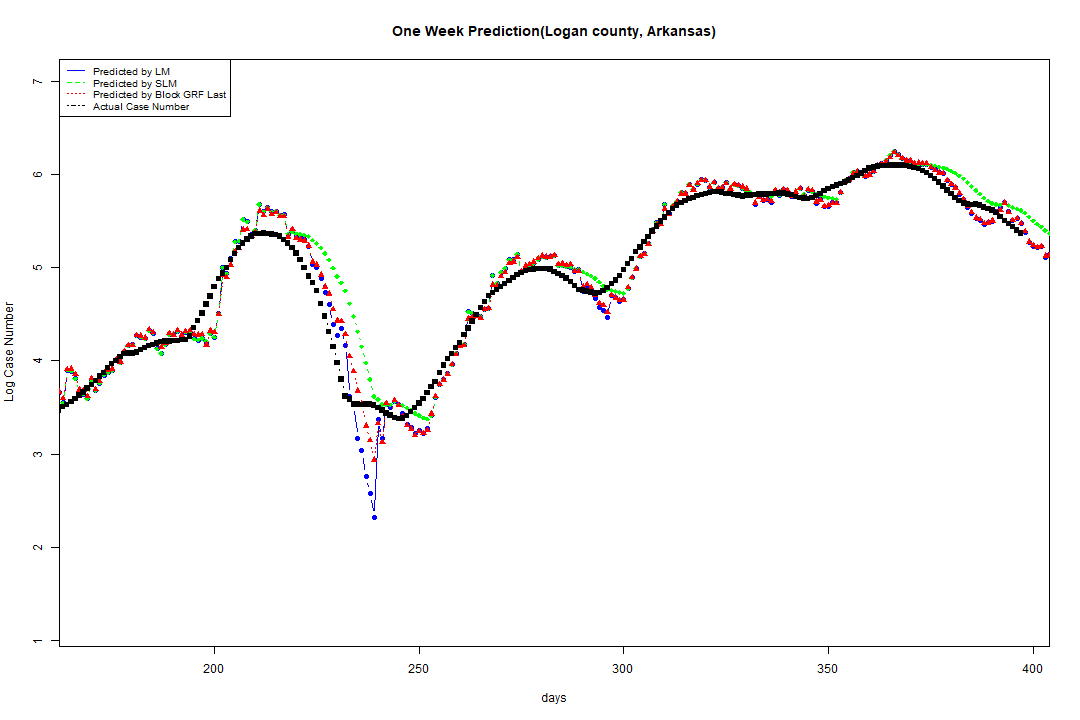 One Week Prediction(Logan county, Arkansas)
Predicted by LM
Predicted by SLM
Predicted by Block GRF Last
Actual Case Number
7
6
5
4
3
2
1
Log Case Number
200 250 300 350 400
days